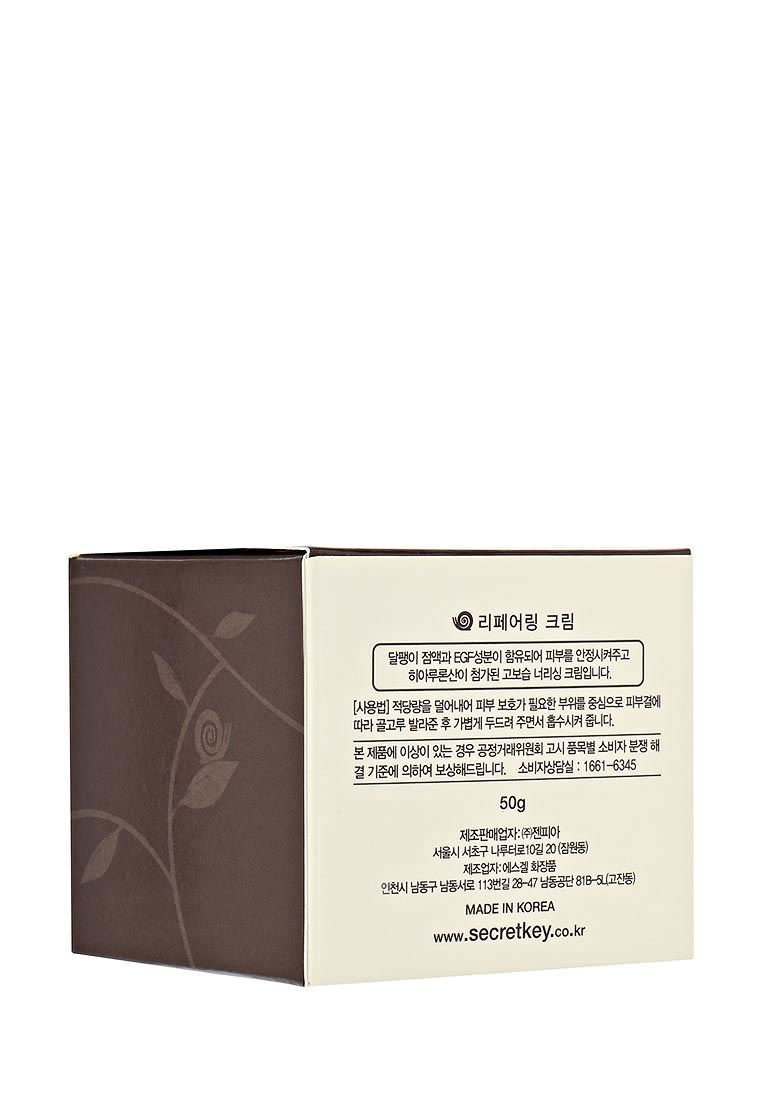 리페어링 크림
달팽이 점액과 EGF성분이 함유되어 피부를 안정시켜주고
히아루론산이 첨가된 고보습 너리싱 크림입니다.
[사용법] 적당량을 덜어내어 피부 보호가 필요한 부위를 중심으로 피부결에
따라 골고루 발라준 후 가볍게 두드려 주면서 흡수시켜 줍니다.
본 제품에 이상이 있는 경우 공정거래위원회 고시 품목별 소비자 분쟁 해
결 기준에 의하여 보상해드립니다. 소비자상담실 : 1661-6345
50g
제조판매업자 : ㈜젠피아
서울시 서초구 나루터로10길 20 (잠원동)
제조업자 : 에스겔 화장품
인천시 남동구 남동서로 113번길 28-47 남동공단 81B-5L(고잔동)
MADE IN KOREA
www.secretkey.co.kr